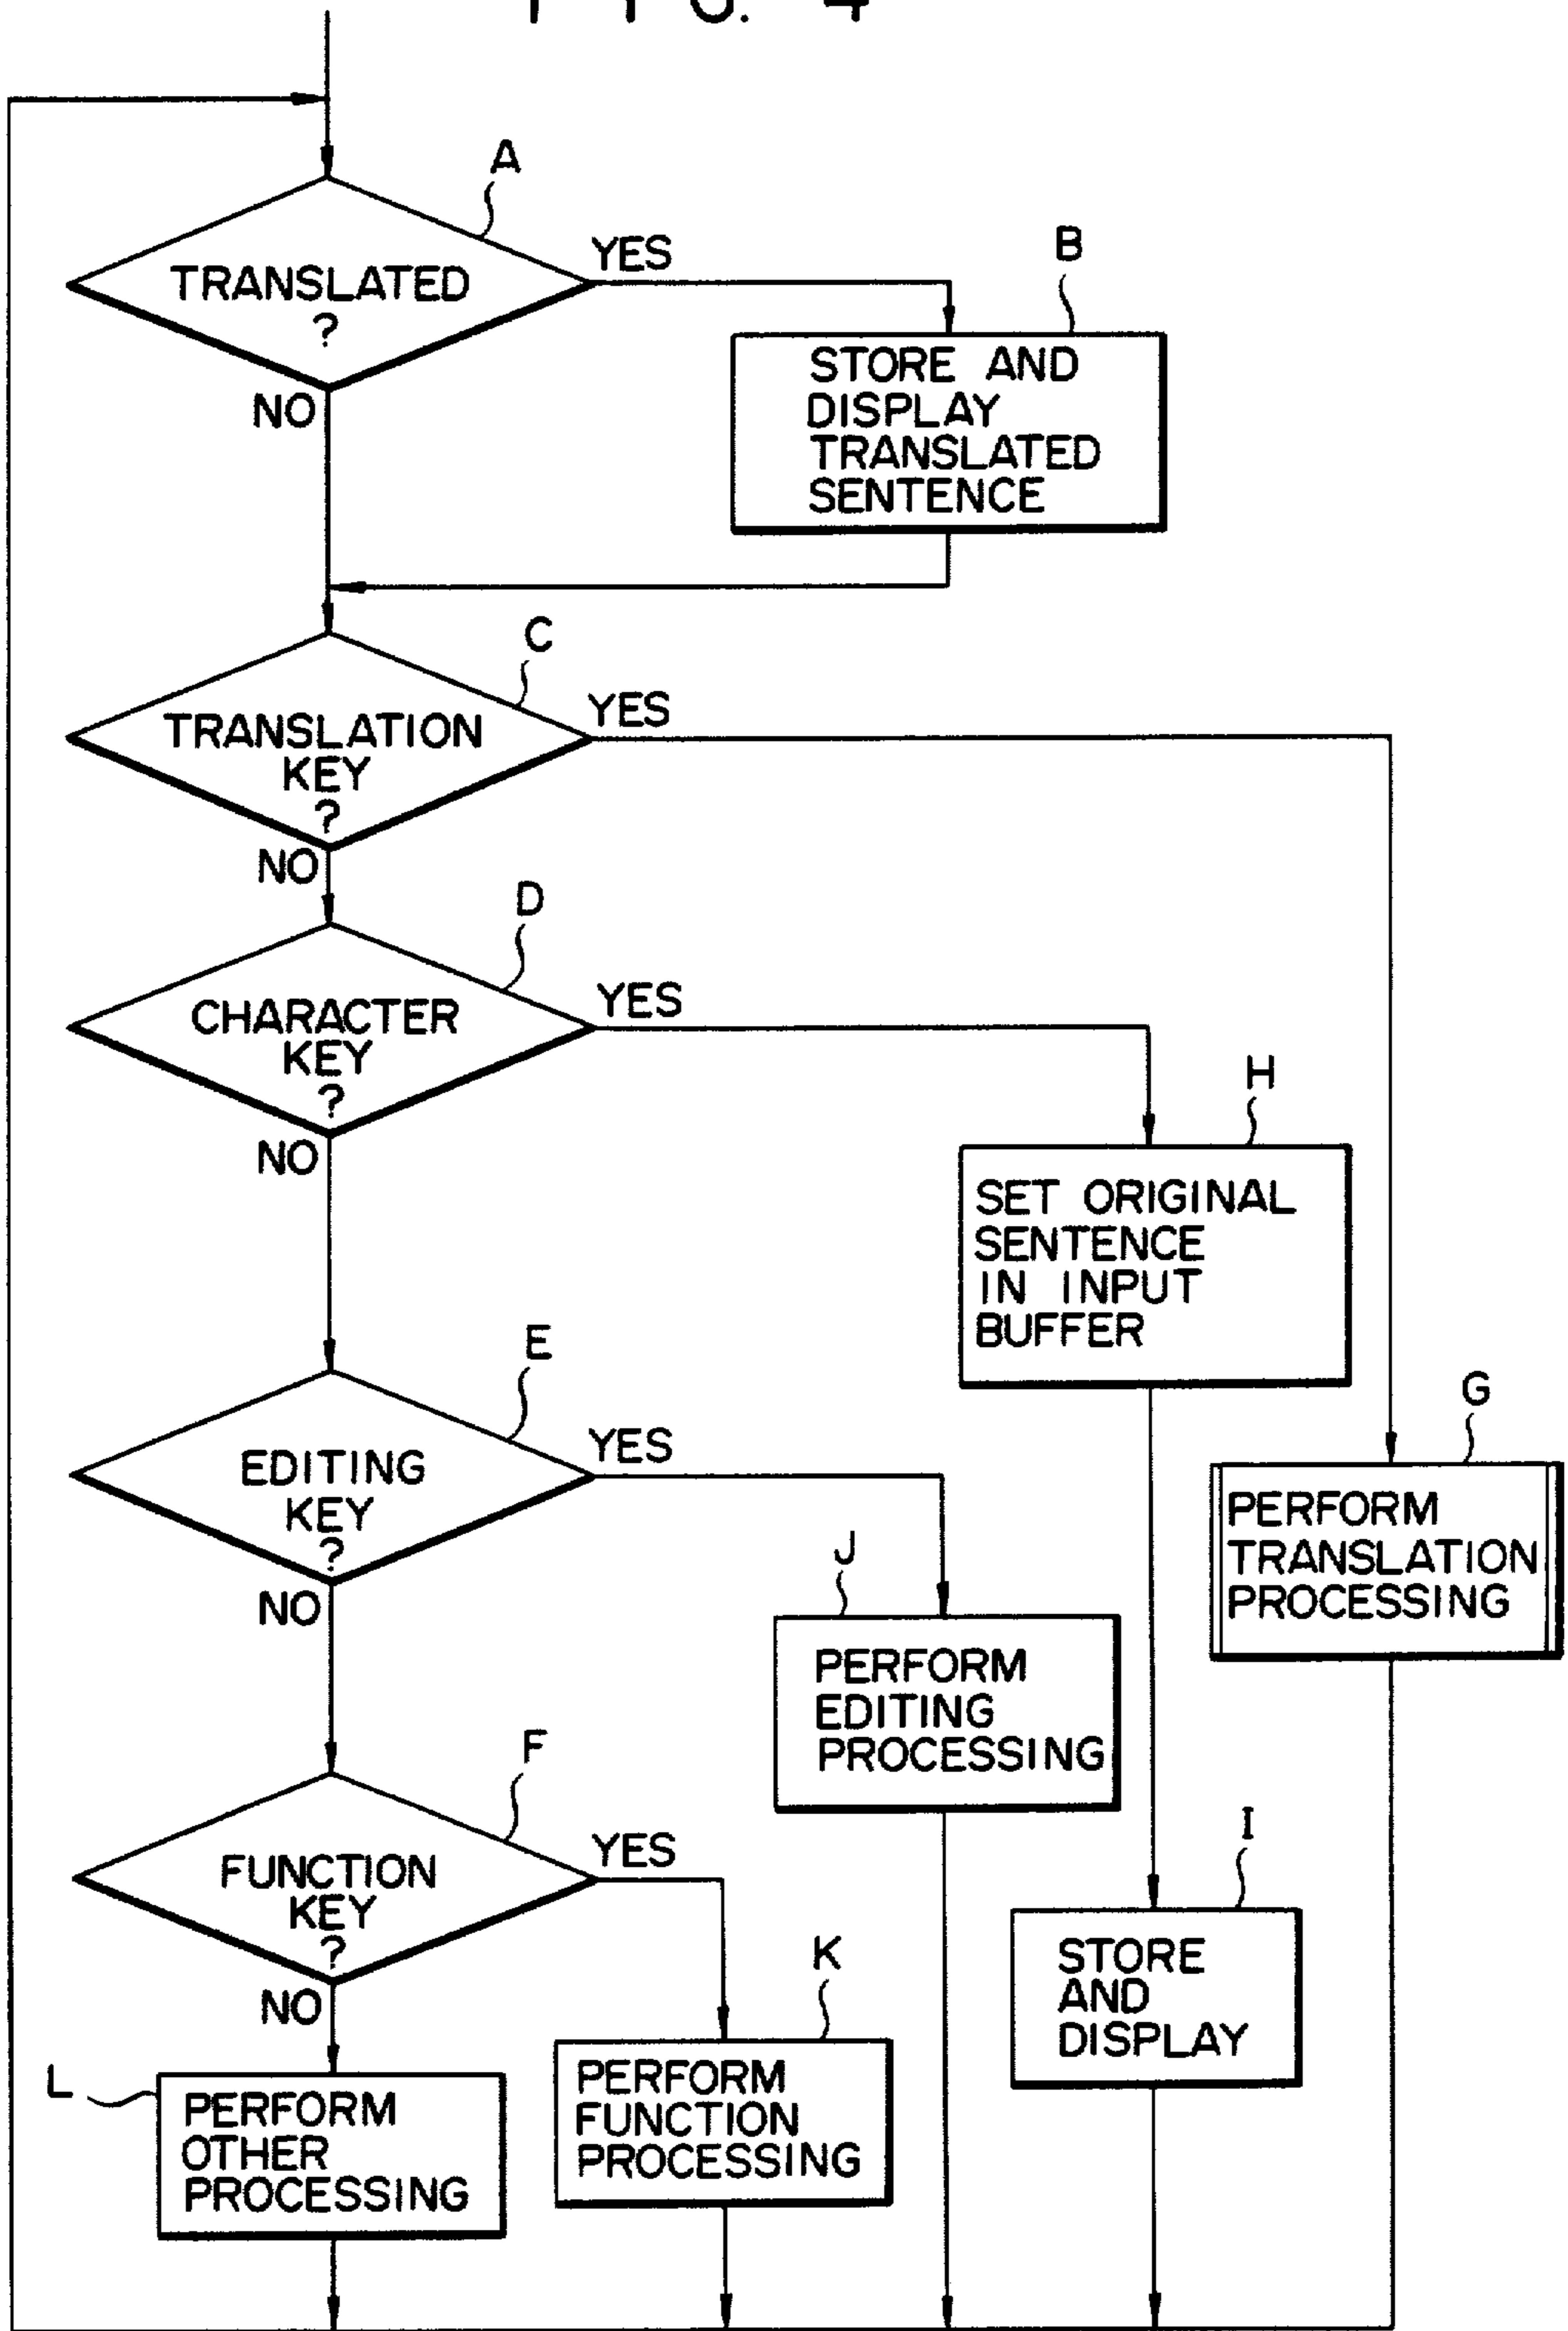 FIG. 4
A
TRANSLATED
?
YES
NO
B
STORE AND
DISPLAY
TRANSLATED
SENTENCE
C
TRANSLATION
KEY
?
YES
NO
D
CHARACTER
KEY
?
YES
NO
H
SET ORIGINAL
SENTENCE
IN INPUT
BUFFER
E
EDITING
KEY
?
YES
NO
G
PERFORM
TRANSLATION
PROCESSING
J
PERFORM
EDITING
PROCESSING
F
FUNCTION
KEY
?
YES
NO
I
STORE
AND
DISPLAY
K
PERFORM
FUNCTION
PROCESSING
L
PERFORM
OTHER
PROCESSING